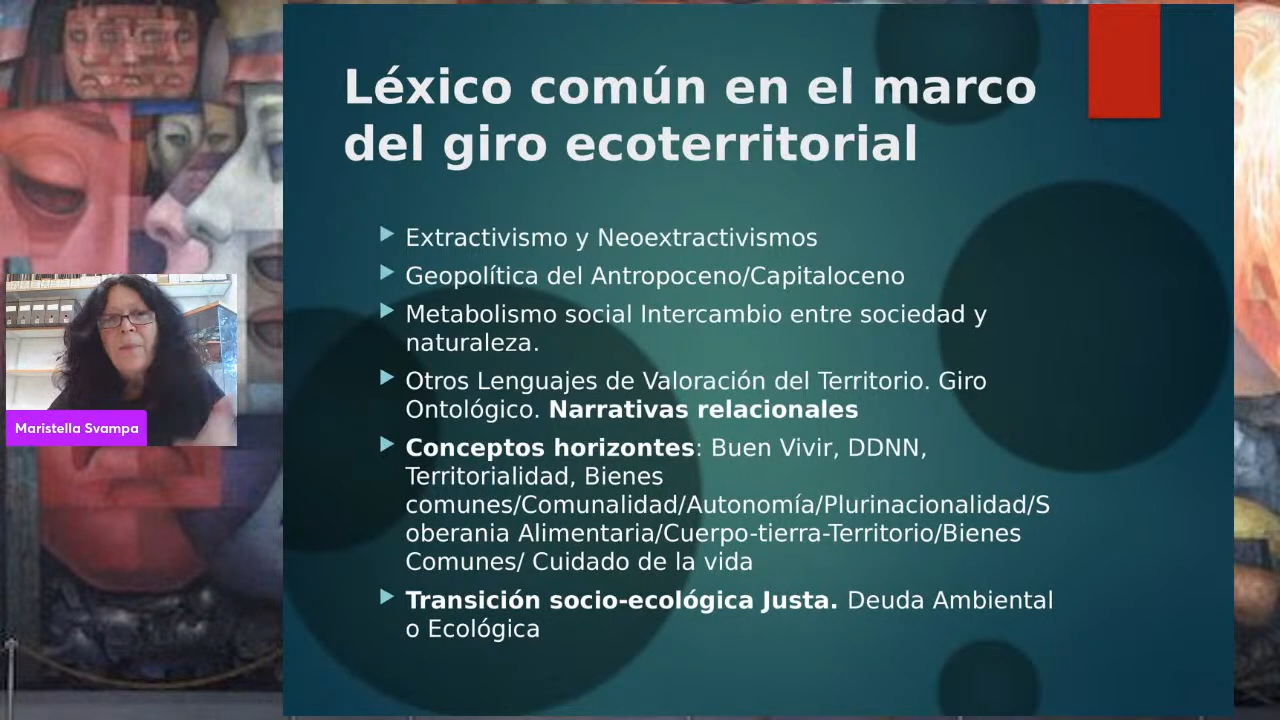 Léxico común en el marco
del giro ecoterritorial
Extractivismo y Neoextractivismos
Geopolítica del Antropoceno/Capitaloceno
Metabolismo social Intercambio entre sociedad y
naturaleza.
Otros Lenguajes de Valoración del Territorio. Giro
Ontológico. Narrativas relacionales
Conceptos horizontes: Buen Vivir, DDNN,
Territorialidad, Bienes
comunes/Comunalidad/Autonomía/Plurinacionalidad/S
oberania Alimentaria/Cuerpo-tierra-Territorio/Bienes
Comunes/ Cuidado de la vida
Transición socio-ecológica Justa. Deuda Ambiental
o Ecológica
Maristella Svampa